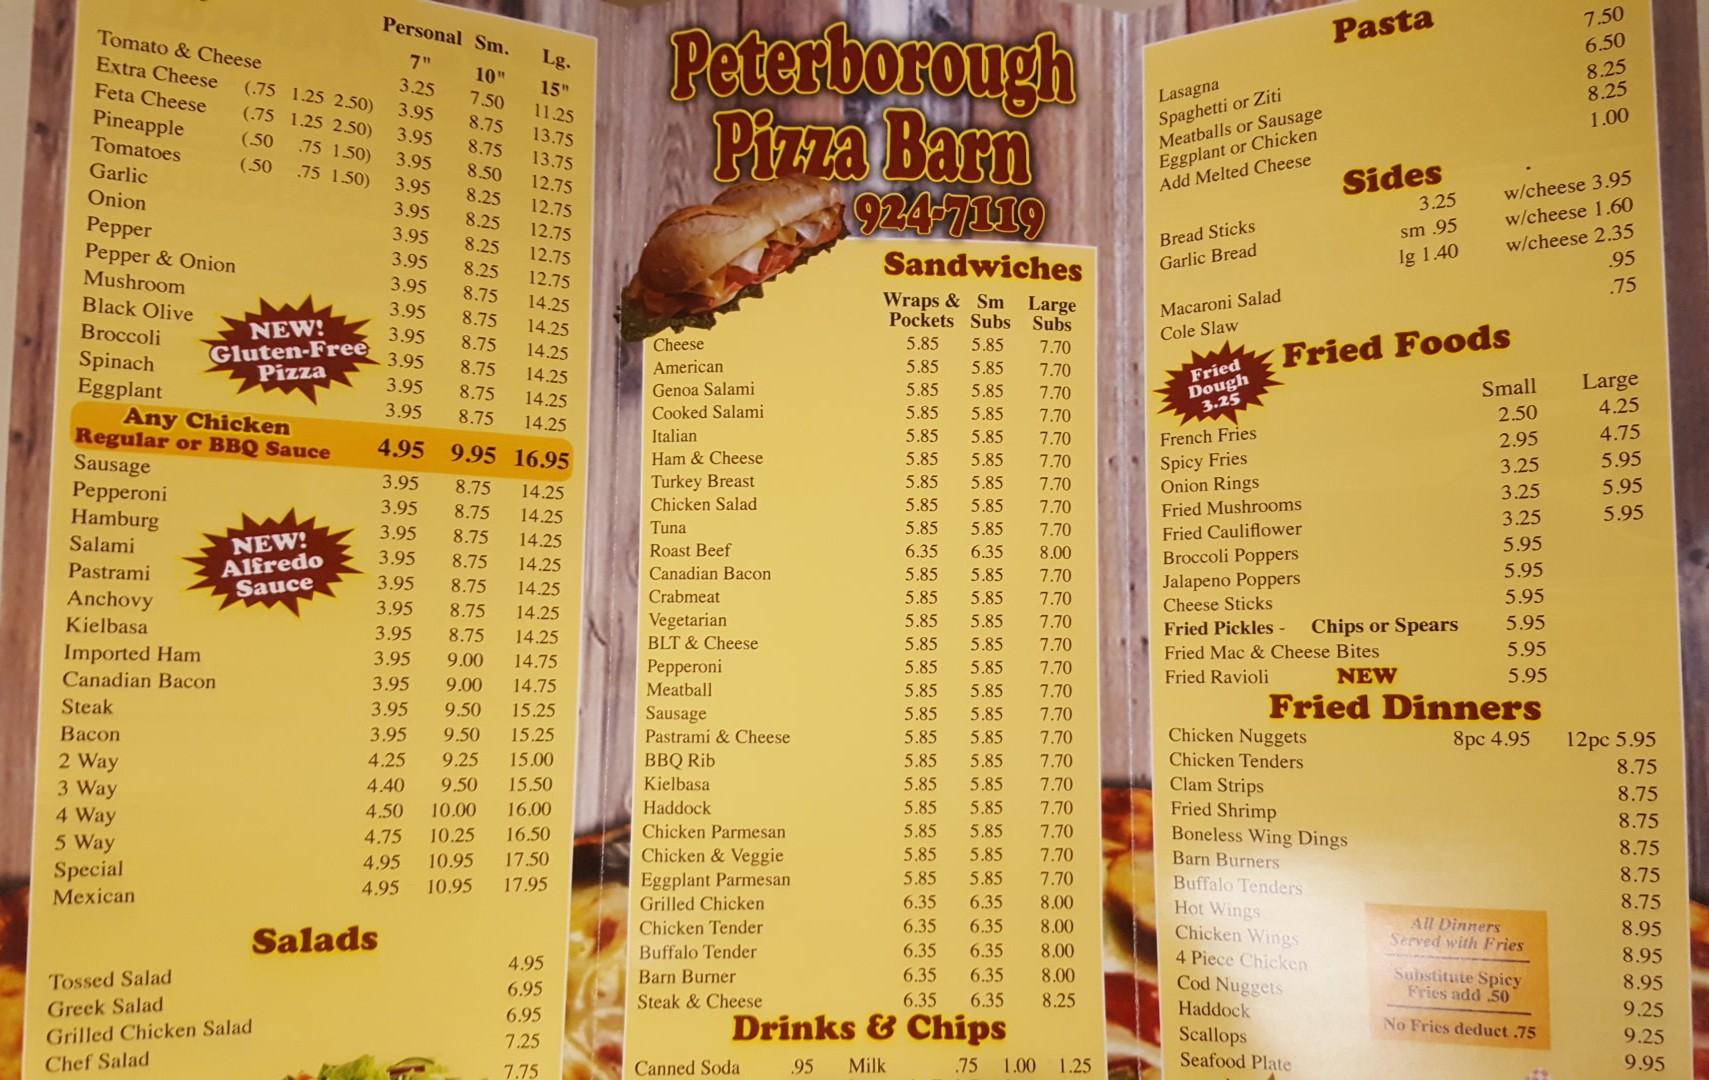 Personal Sm. Lg.
7" 10" 15"
Tomato & Cheese 3.25 7.50 11.25
Extra Cheese (.75 1.25 2.50) 3.95 8.75 13.75
Feta Cheese (.75 1.25 2.50) 3.95 8.75 13.75
Pineapple (.50 .75 1.50) 3.95 8.50 12.75
Tomatoes (.50 .75 1.50) 3.95 8.25 12.75
Garlic 3.95 8.25 12.75
Onion 3.95 8.25 12.75
Pepper 3.95 8.25 12.75
Pepper & Onion 3.95 8.75 14.25
Mushroom 3.95 8.75 14.25
Black Olive 3.95 8.75 14.25
Broccoli 3.95 8.75 14.25
Spinach 3.95 8.75 14.25
Eggplant 3.95 8.75 14.25
NEW!
Gluten-Free
Pizza
Any Chicken
Regular or BBQ Sauce 4.95 9.95 16.95
Sausage 3.95 8.75 14.25
Pepperoni 3.95 8.75 14.25
Hamburg 3.95 8.75 14.25
Salami 3.95 8.75 14.25
Pastrami 3.95 8.75 14.25
Anchovy 3.95 8.75 14.25
Kielbasa 3.95 8.75 14.25
Imported Ham 3.95 9.00 14.75
Canadian Bacon 3.95 9.00 14.75
Steak 3.95 9.50 15.25
Bacon 3.95 9.50 15.25
2 Way 4.25 9.25 15.00
3 Way 4.40 9.50 15.50
4 Way 4.50 10.00 16.00
5 Way 4.75 10.25 16.50
Special 4.95 10.95 17.50
Mexican 4.95 10.95 17.95
NEW!
Alfredo
Sauce
Salads
Tossed Salad 4.95
Greek Salad 6.95
Grilled Chicken Salad 6.95
Chef Salad 7.25
7.75
Peterborough
Pizza Barn
924-7119
Sandwiches
Wraps & Sm Large
Pockets Subs Subs
Cheese 5.85 5.85 7.70
American 5.85 5.85 7.70
Genoa Salami 5.85 5.85 7.70
Cooked Salami 5.85 5.85 7.70
Italian 5.85 5.85 7.70
Ham & Cheese 5.85 5.85 7.70
Turkey Breast 5.85 5.85 7.70
Chicken Salad 5.85 5.85 7.70
Tuna 5.85 5.85 7.70
Roast Beef 6.35 6.35 8.00
Canadian Bacon 5.85 5.85 7.70
Crabmeat 5.85 5.85 7.70
Vegetarian 5.85 5.85 7.70
BLT & Cheese 5.85 5.85 7.70
Pepperoni 5.85 5.85 7.70
Meatball 5.85 5.85 7.70
Sausage 5.85 5.85 7.70
Pastrami & Cheese 5.85 5.85 7.70
BBQ Rib 5.85 5.85 7.70
Kielbasa 5.85 5.85 7.70
Haddock 5.85 5.85 7.70
Chicken Parmesan 5.85 5.85 7.70
Chicken & Veggie 5.85 5.85 7.70
Eggplant Parmesan 5.85 5.85 7.70
Grilled Chicken 6.35 6.35 8.00
Chicken Tender 6.35 6.35 8.00
Buffalo Tender 6.35 6.35 8.00
Barn Burner 6.35 6.35 8.00
Steak & Cheese 6.35 6.35 8.25
Drinks & Chips
Canned Soda .95 Milk .75 1.00 1.25
Pasta
Lasagna 7.50
Spaghetti or Ziti 6.50
Meatballs or Sausage 8.25
Eggplant or Chicken 8.25
Add Melted Cheese 1.00
Sides
Bread Sticks 3.25 w/cheese 3.95
Garlic Bread sm .95 w/cheese 1.60
lg 1.40 w/cheese 2.35
Macaroni Salad .95
Cole Slaw .75
Fried
Dough
3.25
Fried Foods
Small Large
French Fries 2.50 4.25
Spicy Fries 2.95 4.75
Onion Rings 3.25 5.95
Fried Mushrooms 3.25 5.95
Fried Cauliflower 3.25 5.95
Broccoli Poppers 5.95
Jalapeno Poppers 5.95
Cheese Sticks 5.95
Fried Pickles - Chips or Spears 5.95
Fried Mac & Cheese Bites 5.95
Fried Ravioli NEW 5.95
Fried Dinners
Chicken Nuggets 8pc 4.95 12pc 5.95
Chicken Tenders 8.75
Clam Strips 8.75
Fried Shrimp 8.75
Boneless Wing Dings 8.75
Barn Burners 8.75
Buffalo Tenders 8.75
Hot Wings 8.95
Chicken Wings 8.95
4 Piece Chicken 8.95
Cod Nuggets 9.25
Haddock 9.25
Scallops 9.95
Seafood Plate
All Dinners
Served with Fries
Substitute Spicy
Fries add .50
No Fries deduct .75